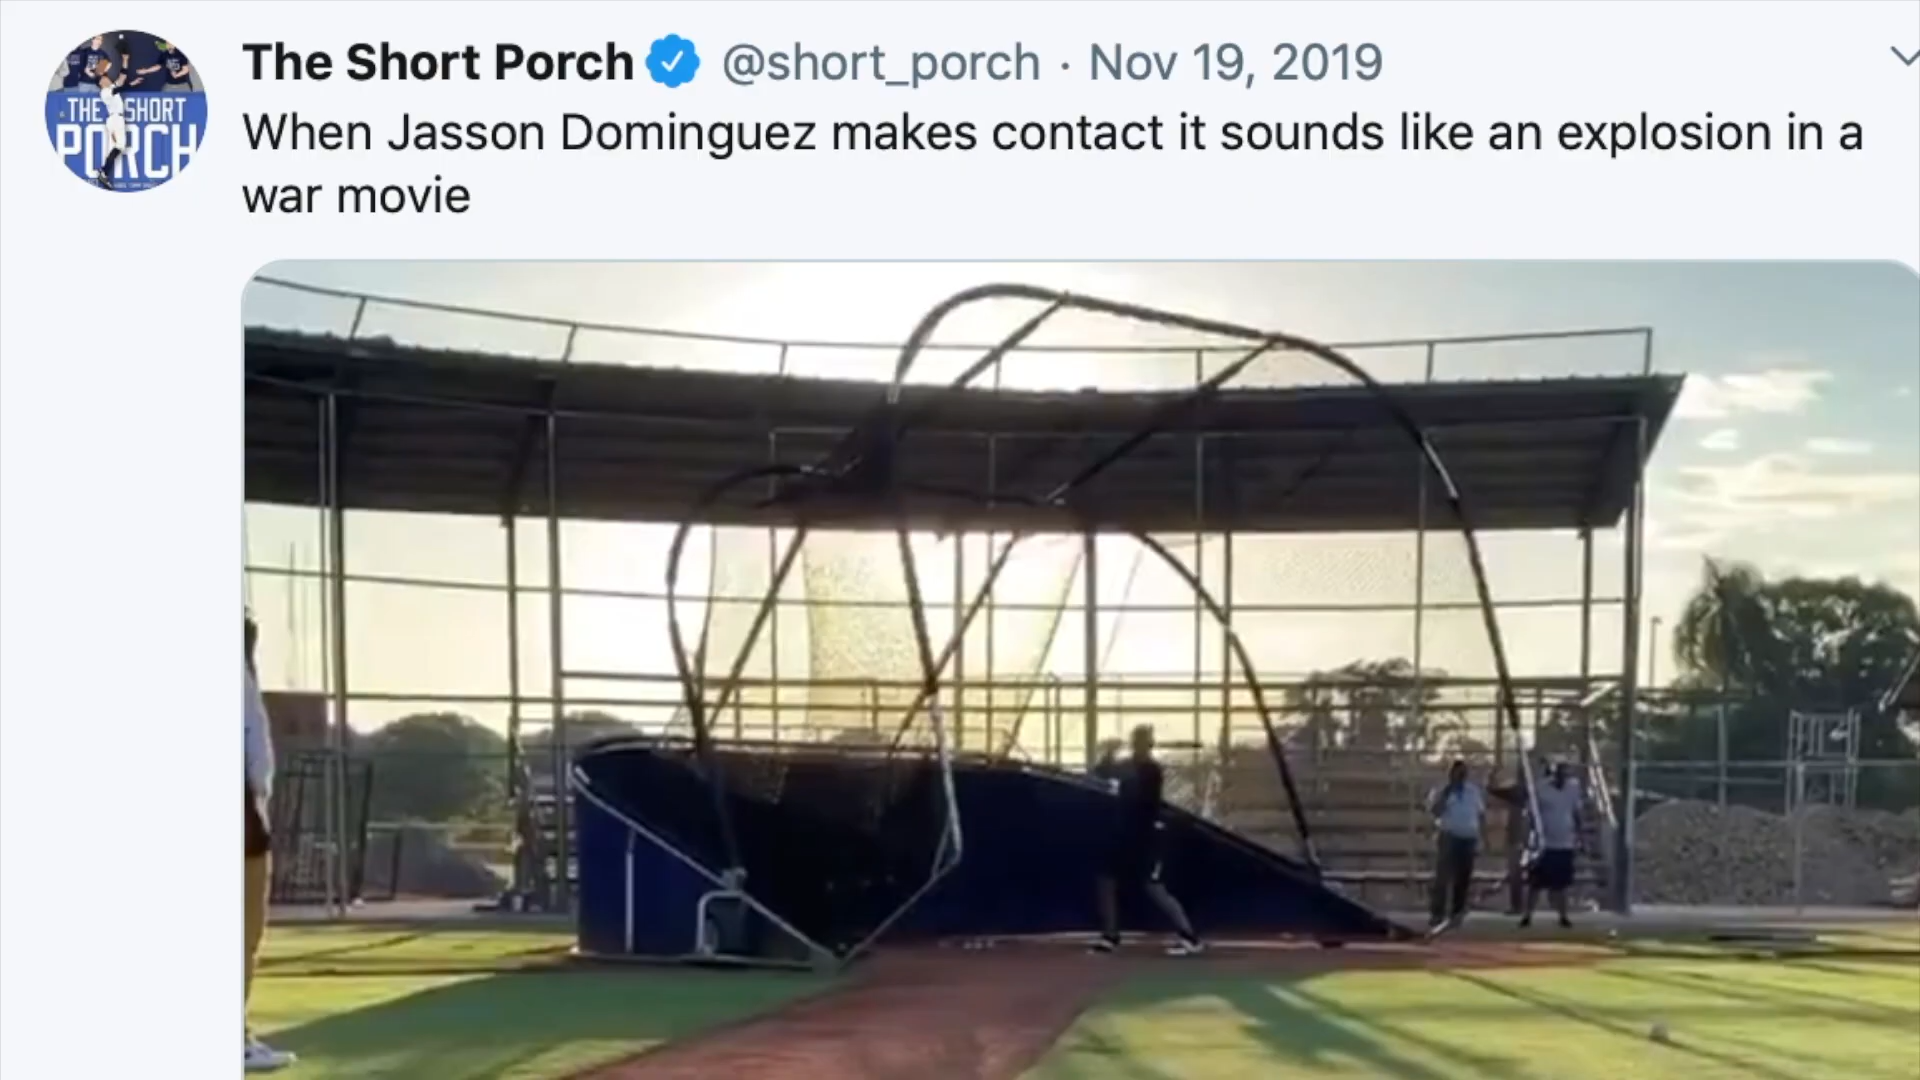 The Short Porch @short_porch · Nov 19, 2019
When Jasson Dominguez makes contact it sounds like an explosion in a
war movie
THE SHORT
PORCH